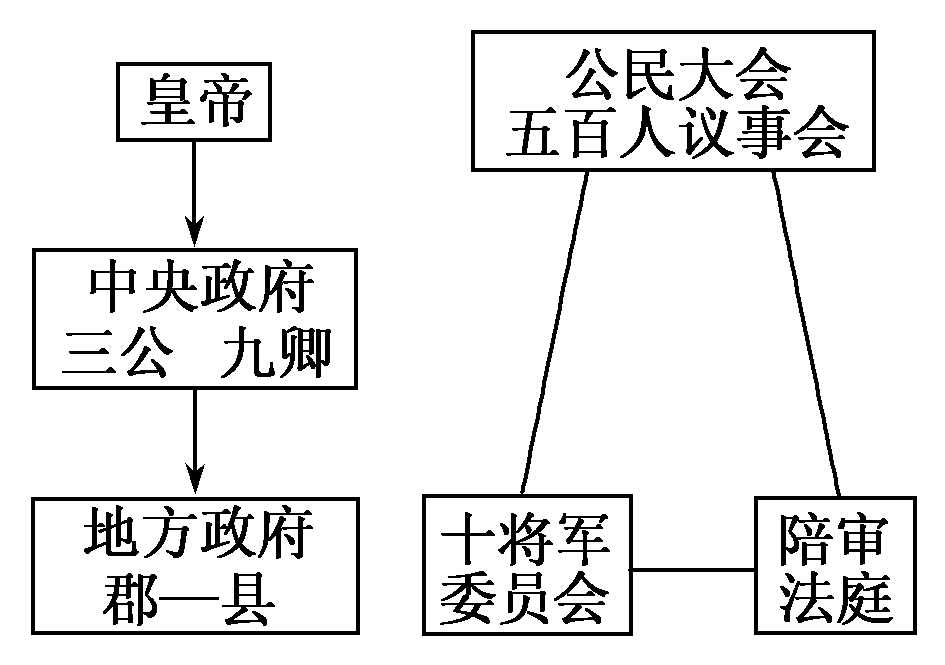 皇帝
中央政府
三公 九卿
地方政府
郡—县
公民大会
五百人议事会
十将军
委员会
陪审
法庭